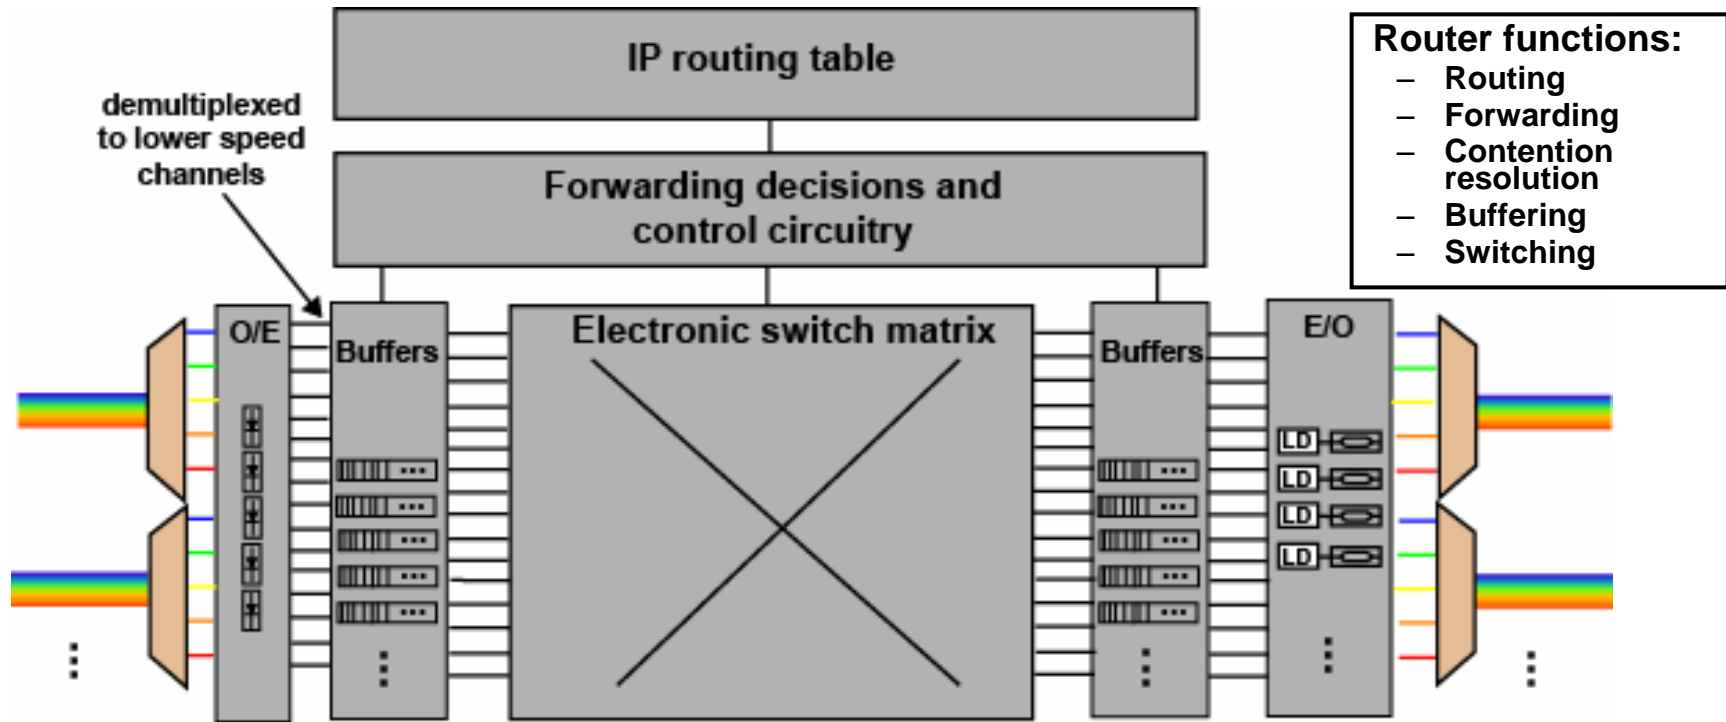 IP routing table
Router functions:
– Routing
– Forwarding
– Contention
resolution
– Buffering
– Switching
demultiplexed
to lower speed
channels
Forwarding decisions and
control circuitry
O/E
Buffers
Electronic switch matrix
Buffers
E/O
LD
LD
LD
LD